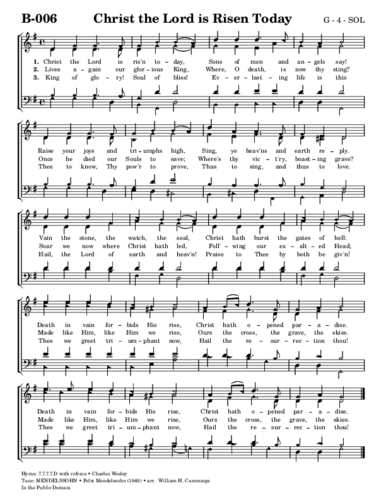 B-006 Christ the Lord is Risen Today G - 4 - SOL
1. Christ the Lord is ris'n to – day, Sons of men and an – gels say!
2. Lives a – gain our glor – ious King, Where, O death, is now thy sting?
3. King of glo – ry! Soul of bliss! Ev – er – last – ing life is this
Raise your joys and tri – umphs high, Sing, ye heav'ns and earth re – ply.
Once he died our Souls to save; Where's thy vic – t'ry, boast – ing grave?
Thee to know, Thy pow'r to prove, Thus to sing, and thus to love.
Vain the stone, the watch, the seal, Christ hath burst the gates of hell:
Soar we now where Christ hath led, Foll' – wing our ex – alt – ed Head;
Hail, the Lord of earth and heav'n! Praise to Thee by both be giv'n!
Death in vain for – bids His rise, Christ hath o – pened par – a – dise.
Made like Him, like Him we rise, Ours the cross, the grave, the skies.
Thee we greet tri – um – phant now, Hail the re – sur – rec – tion thou!
Death in vain for – bids His rise, Christ hath o – pened par – a – dise.
Made like Him, like Him we rise, Ours the cross, the grave, the skies.
Thee we greet tri – um – phant now, Hail the re – sur – rec – tion thou!
Hymn: 7.7.7.7.D with refrain • Charles Wesley
Tune: MENDELSSOHN • Felix Mendelssohn (1840) • arr. William H. Cummings
In the Public Domain